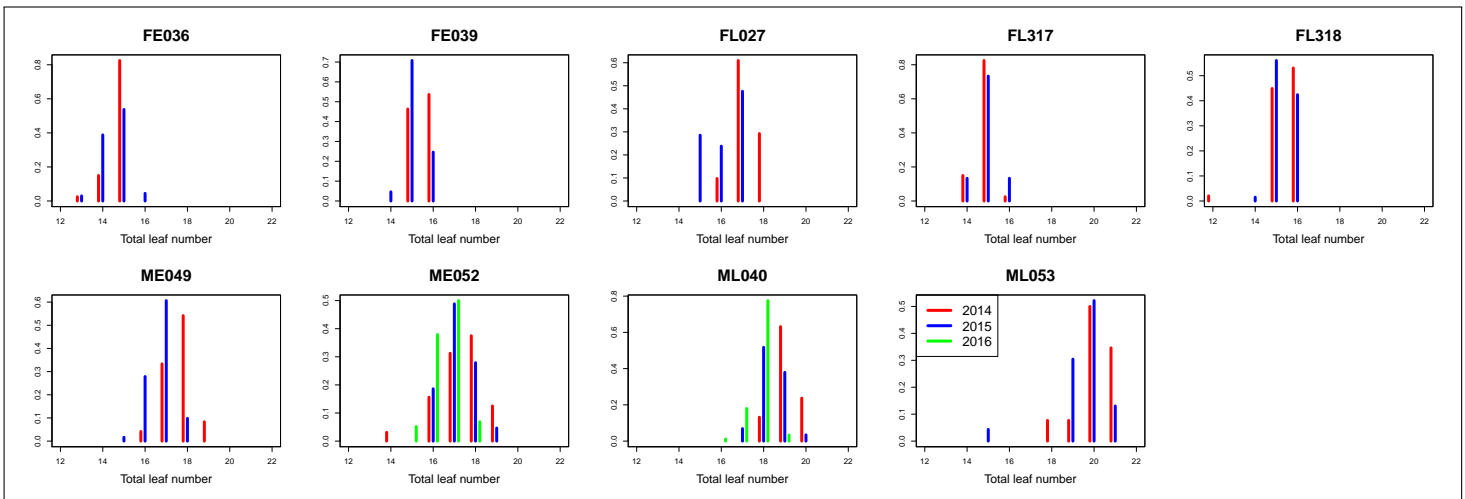 FE036
0.0 0.2 0.4 0.6 0.8
12 14 16 18 20 22
Total leaf number
FE039
0.0 0.1 0.2 0.3 0.4 0.5 0.6 0.7
12 14 16 18 20 22
Total leaf number
FL027
0.0 0.1 0.2 0.3 0.4 0.5 0.6
12 14 16 18 20 22
Total leaf number
FL317
0.0 0.2 0.4 0.6 0.8
12 14 16 18 20 22
Total leaf number
FL318
0.0 0.1 0.2 0.3 0.4 0.5
12 14 16 18 20 22
Total leaf number
ME049
0.0 0.1 0.2 0.3 0.4 0.5 0.6
12 14 16 18 20 22
Total leaf number
ME052
0.0 0.1 0.2 0.3 0.4 0.5
12 14 16 18 20 22
Total leaf number
ML040
0.0 0.2 0.4 0.6 0.8
12 14 16 18 20 22
Total leaf number
ML053
0.0 0.1 0.2 0.3 0.4 0.5
2014
2015
2016
12 14 16 18 20 22
Total leaf number